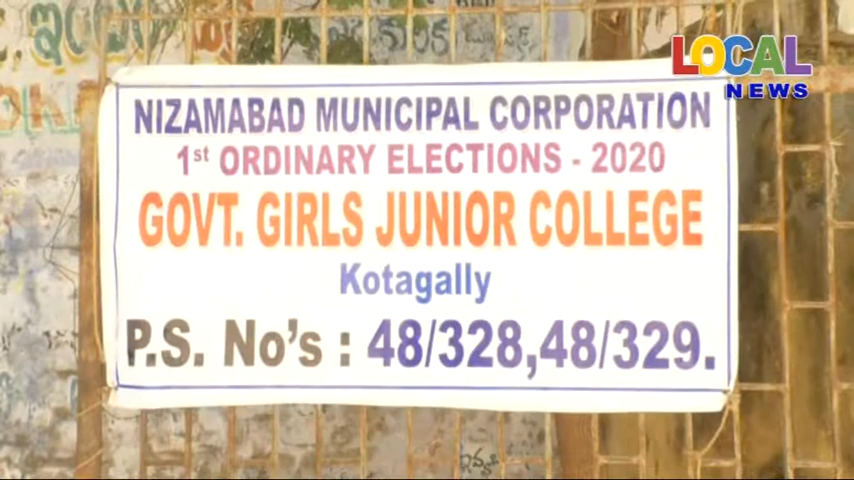 LOCAL
NEWS
NIZAMABAD MUNICIPAL CORPORATION
1st ORDINARY ELECTIONS - 2020
GOVT. GIRLS JUNIOR COLLEGE
Kotagally
P.S. No's : 48/328,48/329.